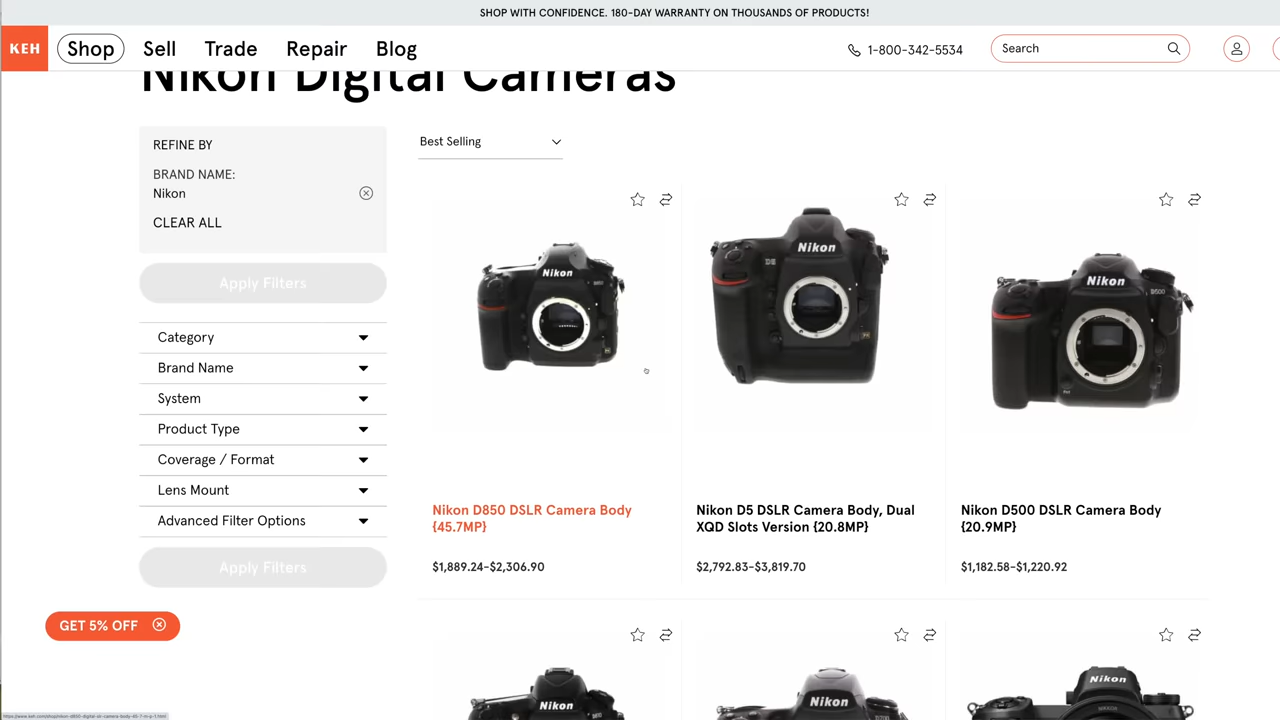 SHOP WITH CONFIDENCE. 180-DAY WARRANTY ON THOUSANDS OF PRODUCTS!
KEH
Shop
Sell
Trade
Repair
Blog
1-800-342-5534
Search
Nikon Digital Cameras
REFINE BY
BRAND NAME:
Nikon
CLEAR ALL
Apply Filters
Category
Brand Name
System
Product Type
Coverage / Format
Lens Mount
Advanced Filter Options
Apply Filters
GET 5% OFF
Best Selling
Nikon
Nikon
D5
Nikon
D500
Nikon D850 DSLR Camera Body
{45.7MP}
$1,889.24-$2,306.90
Nikon D5 DSLR Camera Body, Dual
XQD Slots Version {20.8MP}
$2,792.83-$3,819.70
Nikon D500 DSLR Camera Body
{20.9MP}
$1,182.58-$1,220.92
Nikon
Nikon
Nikon